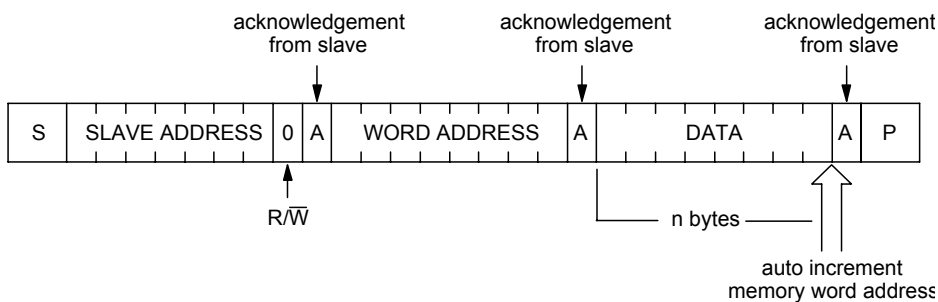 acknowledgement
from slave
acknowledgement
from slave
acknowledgement
from slave
S SLAVE ADDRESS 0 A WORD ADDRESS A DATA A P
R/W̅
n bytes
auto increment
memory word address